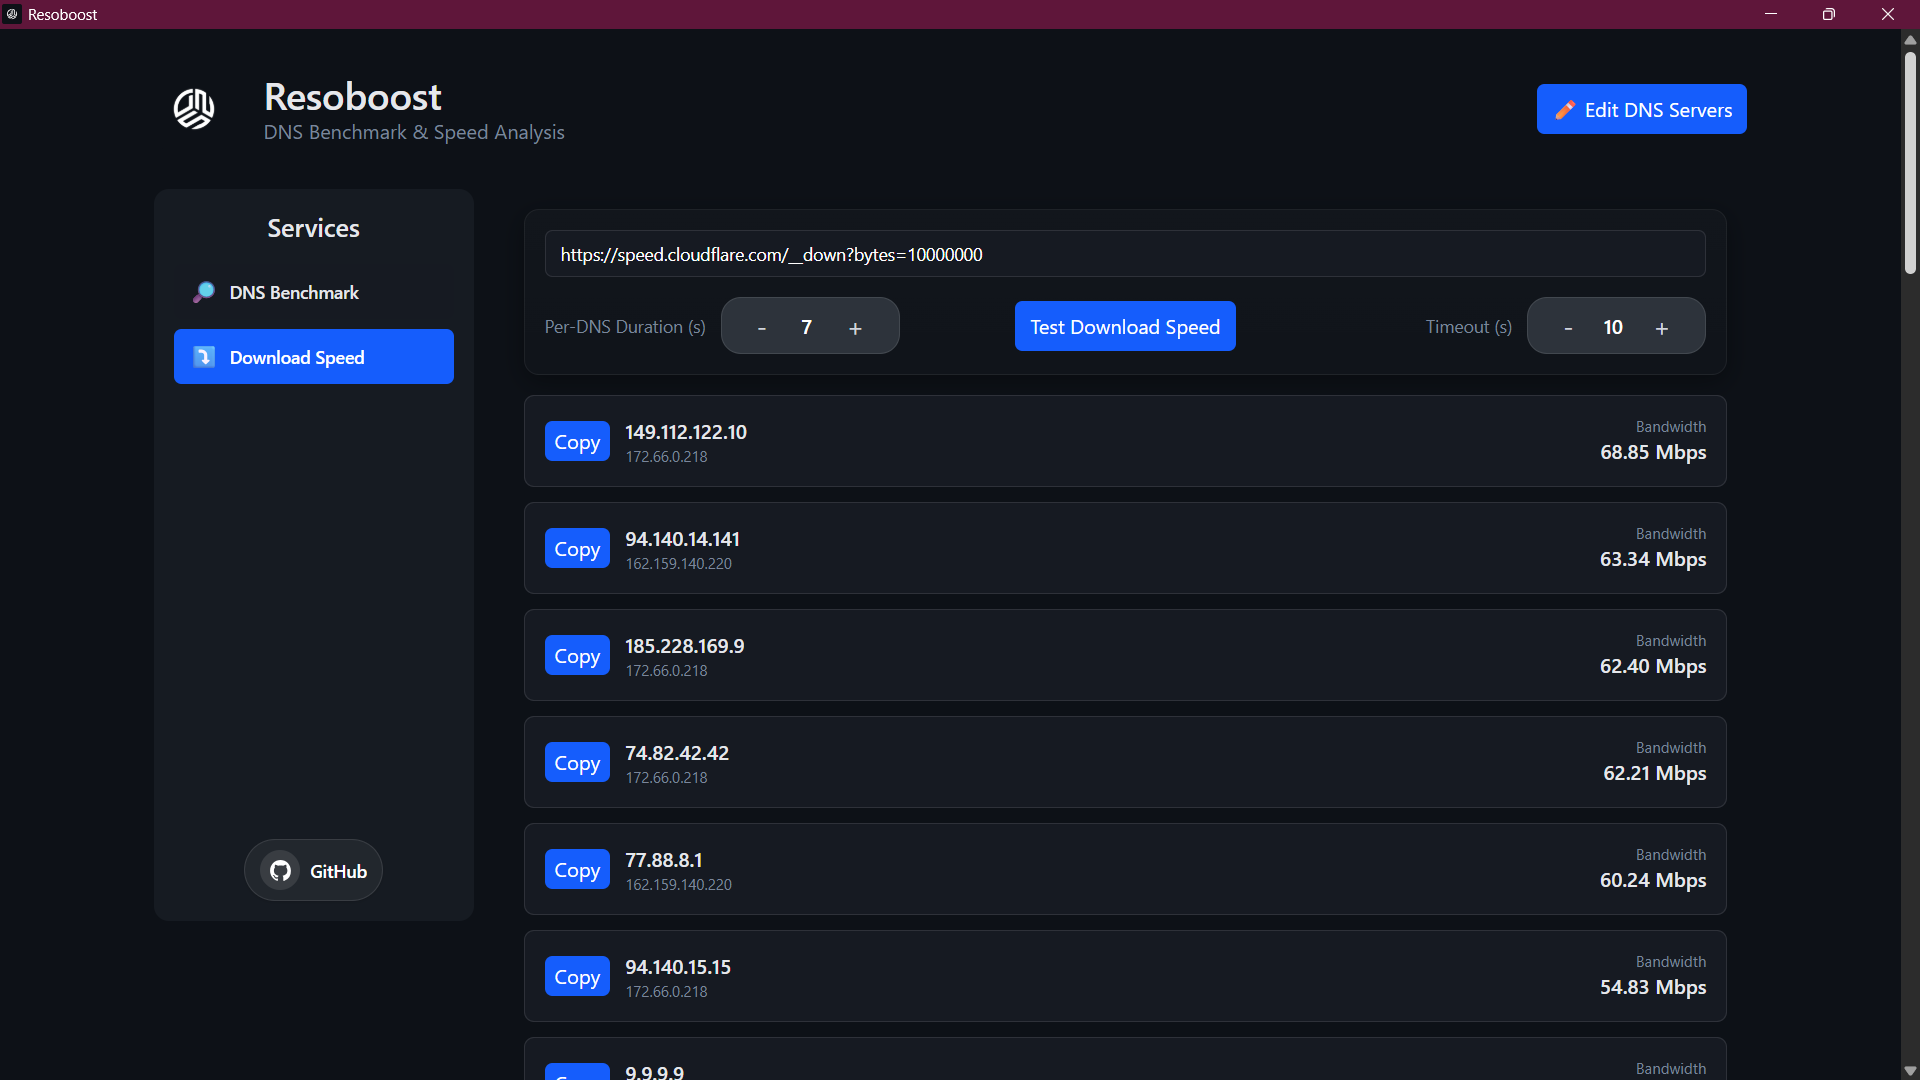 Resoboost
Resoboost
DNS Benchmark & Speed Analysis
Edit DNS Servers
Services
DNS Benchmark
Download Speed
GitHub
https://speed.cloudflare.com/__down?bytes=10000000
Per-DNS Duration (s)
- 7 +
Test Download Speed
Timeout (s)
- 10 +
Copy
149.112.122.10
172.66.0.218
Bandwidth
68.85 Mbps
Copy
94.140.14.141
162.159.140.220
Bandwidth
63.34 Mbps
Copy
185.228.169.9
172.66.0.218
Bandwidth
62.40 Mbps
Copy
74.82.42.42
172.66.0.218
Bandwidth
62.21 Mbps
Copy
77.88.8.1
162.159.140.220
Bandwidth
60.24 Mbps
Copy
94.140.15.15
172.66.0.218
Bandwidth
54.83 Mbps
9.9.9.9
Bandwidth